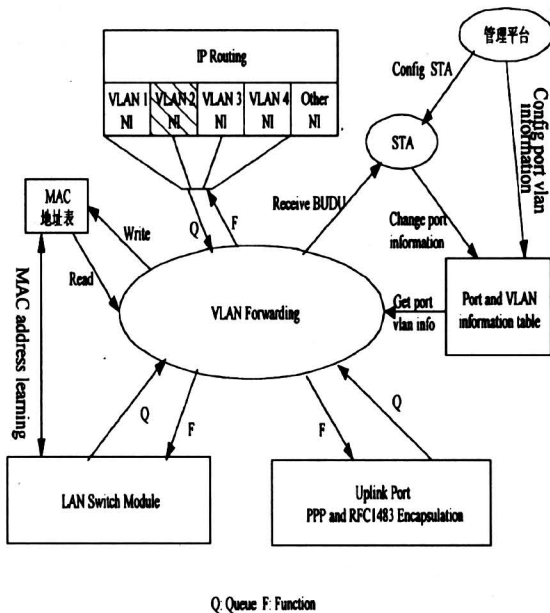 管理平台
IP Routing
VLAN 1 NI
VLAN 2 NI
VLAN 3 NI
VLAN 4 NI
Other NI
Config STA
Config port vlan
information
STA
MAC
地址表
Write
Read
Q
F
Receive BUDU
Change port
information
MAC address learning
VLAN Forwarding
Get port
vlan info
Port and VLAN
information table
Q
F
F
Q
LAN Switch Module
Uplink Port
PPP and RFC1483 Encapsulation
Q: Queue F: Function